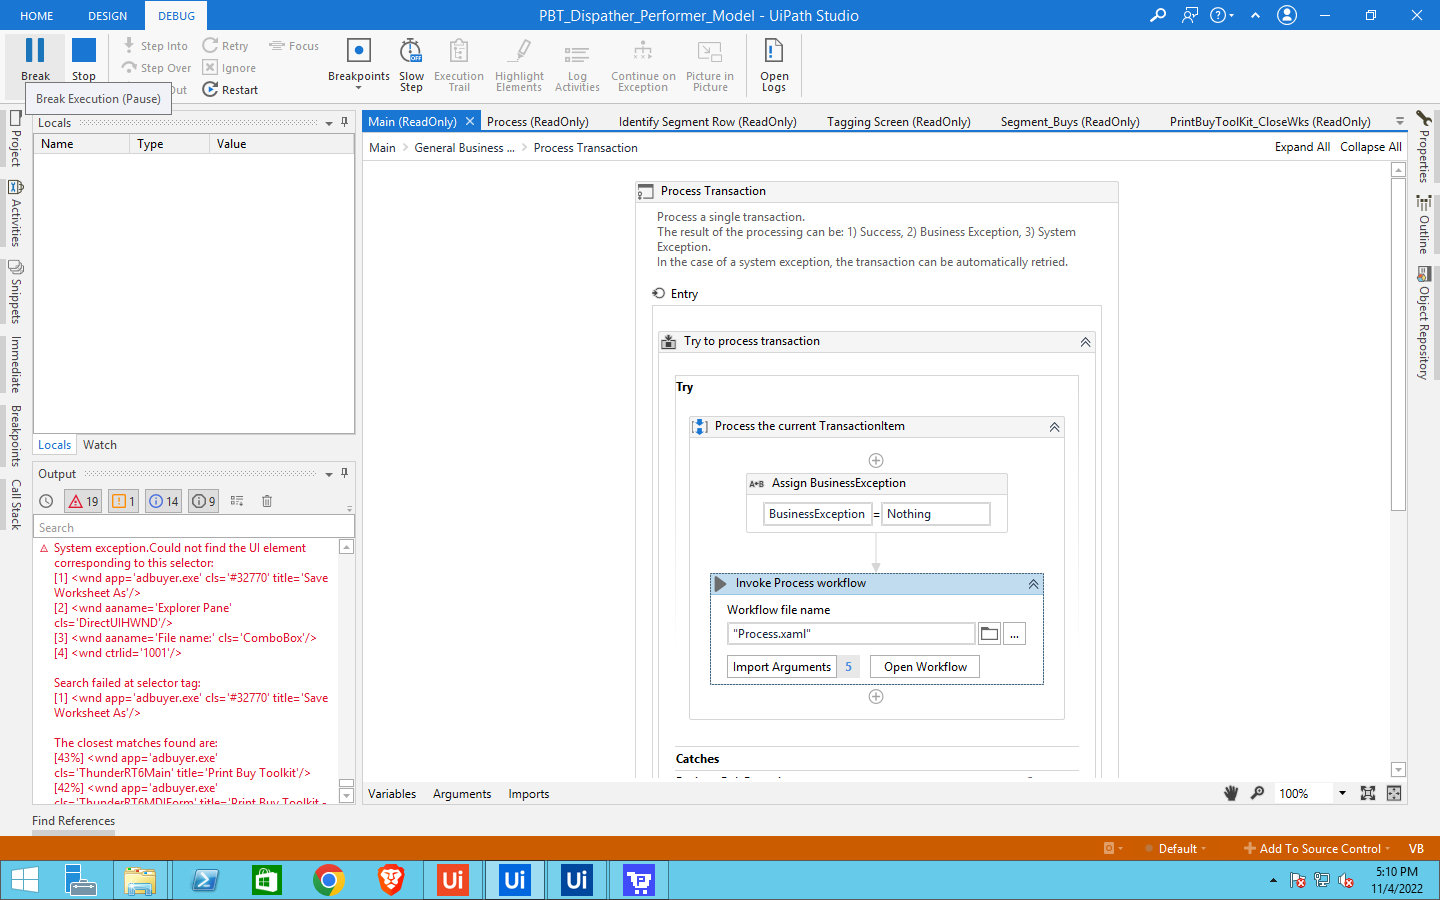 HOME
DESIGN
DEBUG
PBT_Dispather_Performer_Model - UiPath Studio
Break
Stop
Step Into
Step Over
Out
Retry
Ignore
Restart
Focus
Breakpoints
Slow Step
Execution Trail
Highlight Elements
Log Activities
Continue on Exception
Picture in Picture
Open Logs
Break Execution (Pause)
Project
Activities
Snippets
Immediate
Breakpoints
Call Stack
Locals
Name
Type
Value
Locals
Watch
Output
19
1
14
9
Search
System exception.Could not find the UI element
corresponding to this selector:
[1] <wnd app='adbuyer.exe' cls='#32770' title='Save
Worksheet As'/>
[2] <wnd aaname='Explorer Pane'
cls='DirectUIHWND'/>
[3] <wnd aaname='File name:' cls='ComboBox'/>
[4] <wnd ctrlid='1001'/>
Search failed at selector tag:
[1] <wnd app='adbuyer.exe' cls='#32770' title='Save
Worksheet As'/>
The closest matches found are:
[43%] <wnd app='adbuyer.exe'
cls='ThunderRT6Main' title='Print Buy Toolkit'/>
[42%] <wnd app='adbuyer.exe'
cls='ThunderRT6MDIForm' title='Print Buy Toolkit -
Find References
Main (ReadOnly)
Process (ReadOnly)
Identify Segment Row (ReadOnly)
Tagging Screen (ReadOnly)
Segment_Buys (ReadOnly)
PrintBuyToolKit_CloseWks (ReadOnly)
Main
General Business ...
Process Transaction
Expand All
Collapse All
Process Transaction
Process a single transaction.
The result of the processing can be: 1) Success, 2) Business Exception, 3) System
Exception.
In the case of a system exception, the transaction can be automatically retried.
Entry
Try to process transaction
Try
Process the current TransactionItem
A+B Assign BusinessException
BusinessException = Nothing
Invoke Process workflow
Workflow file name
"Process.xaml"
...
Import Arguments 5
Open Workflow
Catches
Variables
Arguments
Imports
100%
Properties
Outline
Object Repository
Default
Add To Source Control
VB
Ui
Ui
Ui
5:10 PM
11/4/2022